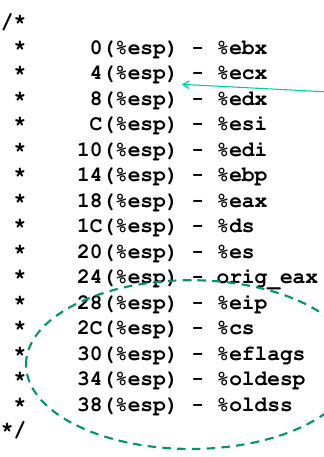 /*
* 0(%esp) - %ebx
* 4(%esp) - %ecx
* 8(%esp) - %edx
* C(%esp) - %esi
* 10(%esp) - %edi
* 14(%esp) - %ebp
* 18(%esp) - %eax
* 1C(%esp) - %ds
* 20(%esp) - %es
* 24(%esp) - orig_eax
* 28(%esp) - %eip
* 2C(%esp) - %cs
* 30(%esp) - %eflags
* 34(%esp) - %oldesp
* 38(%esp) - %oldss
*/